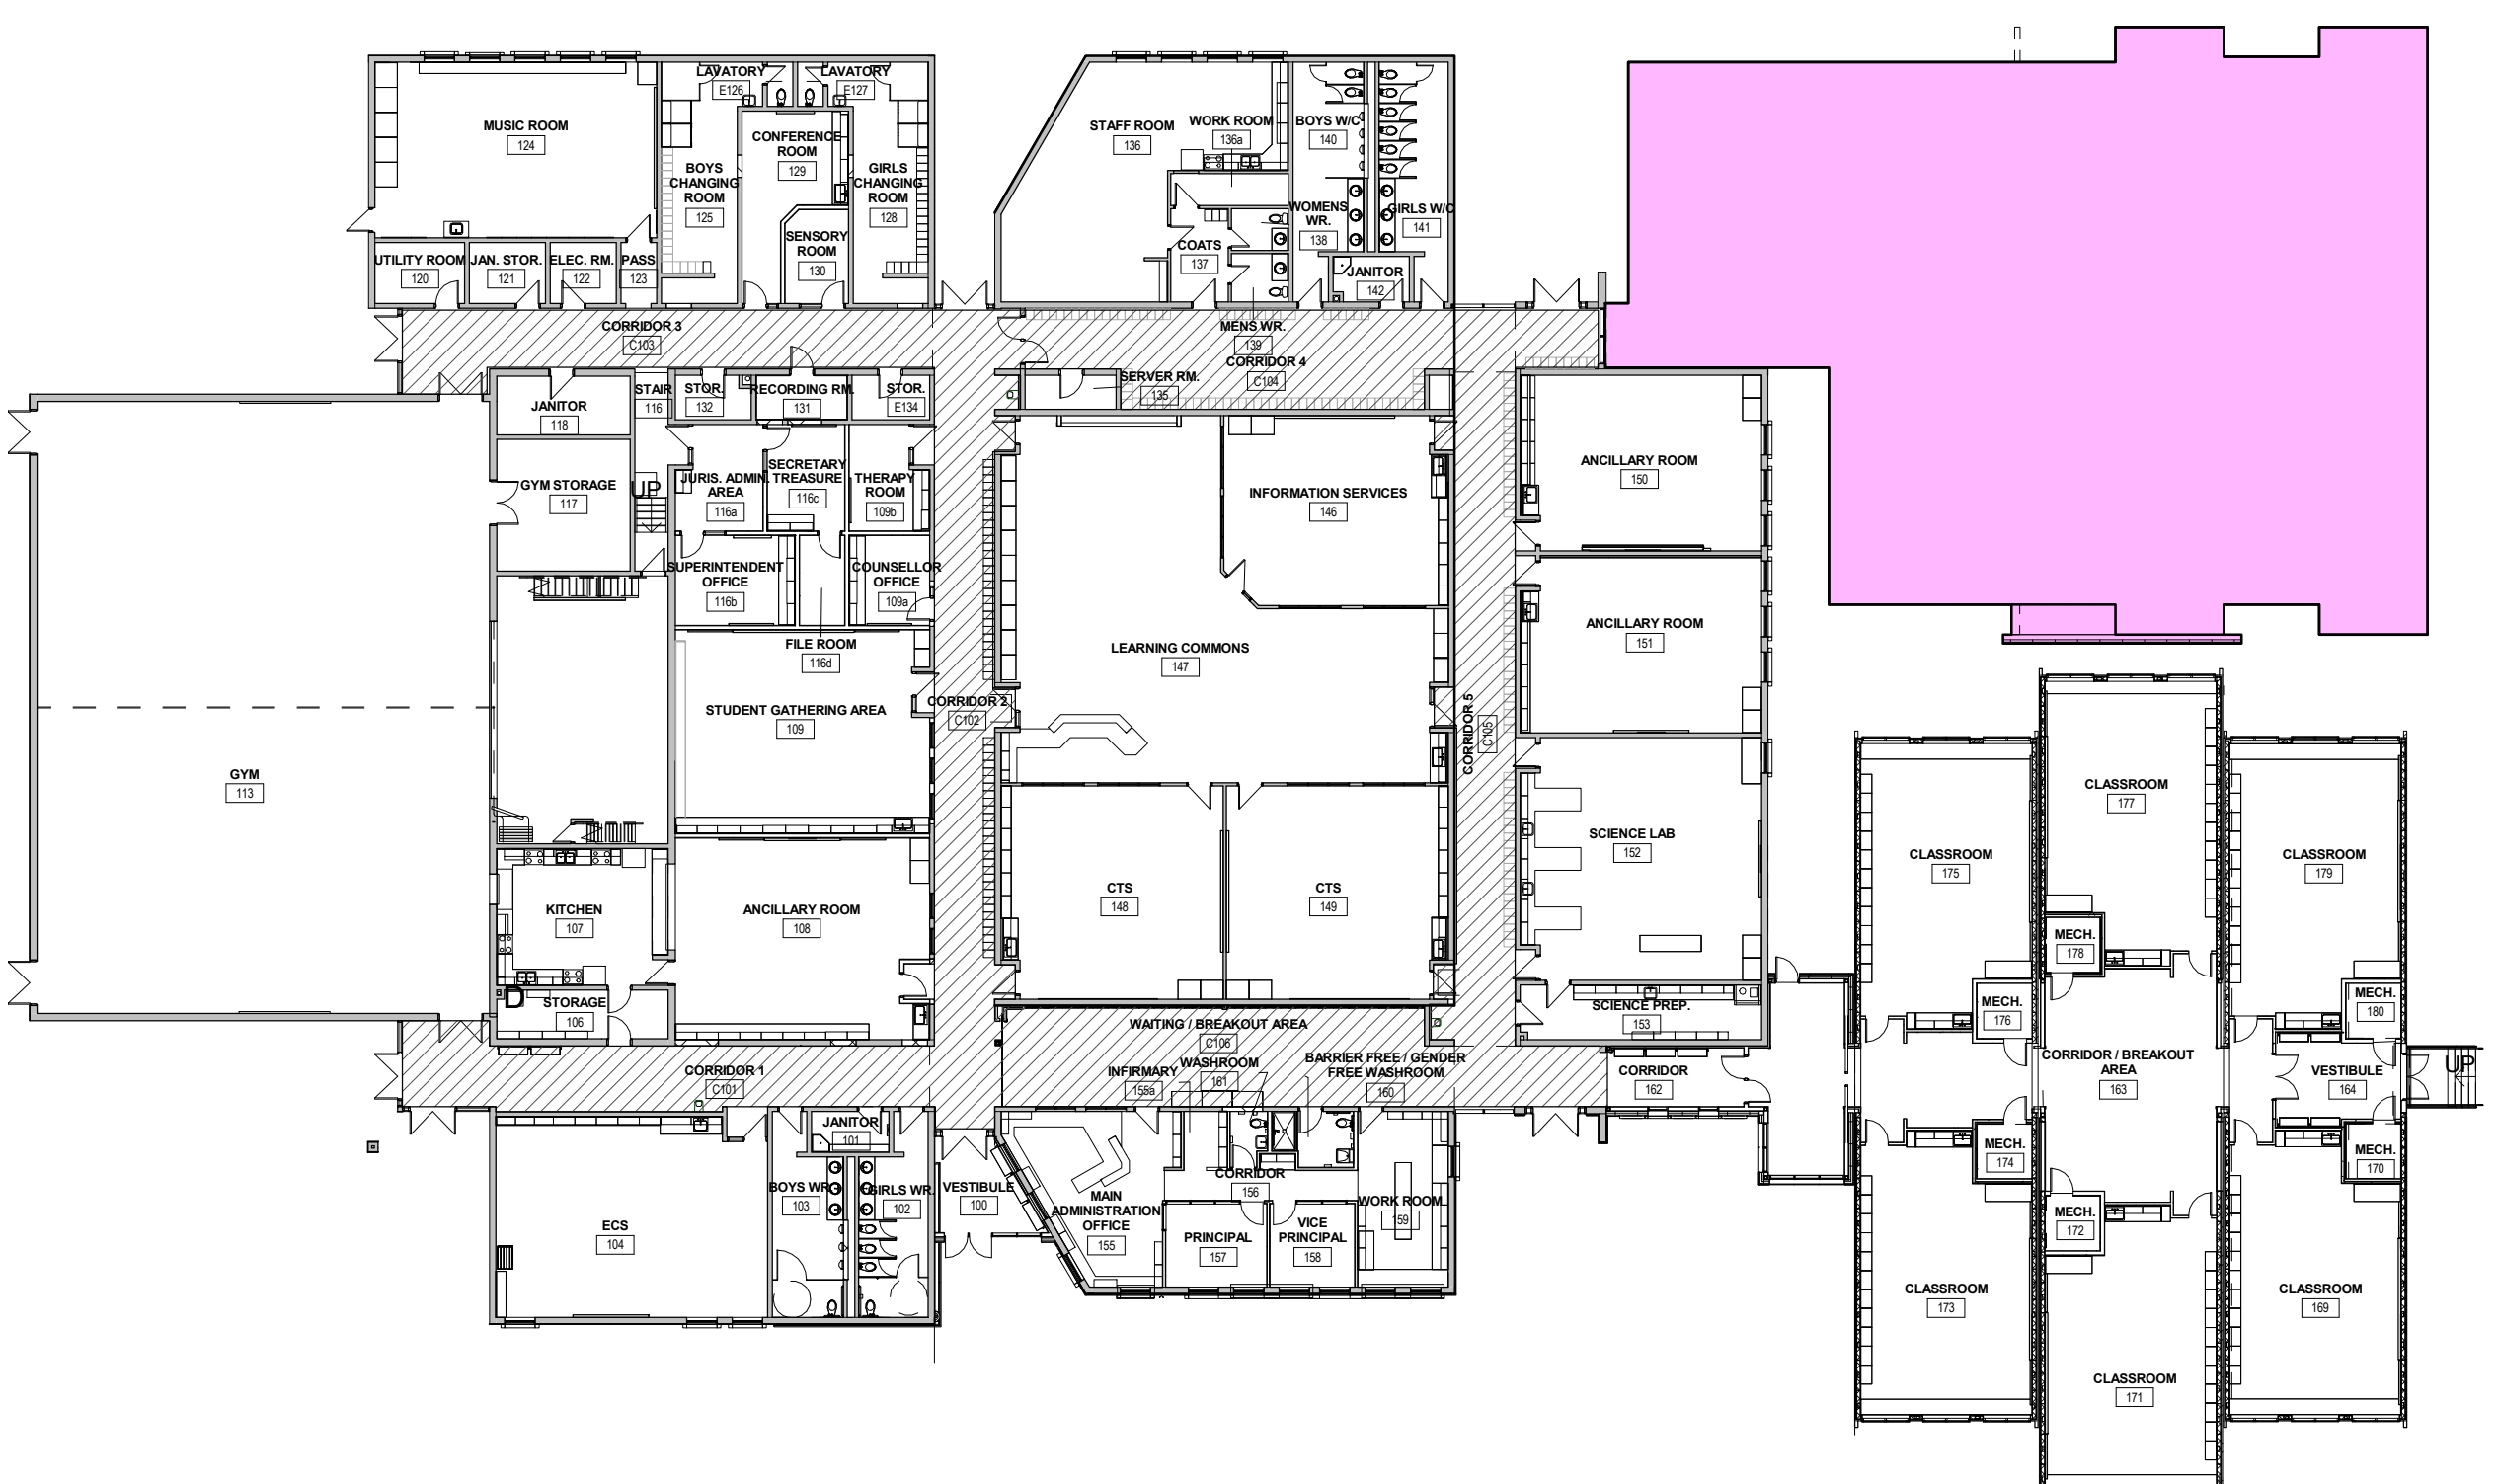 LAVATORY
E126
LAVATORY
E127
MUSIC ROOM
124
CONFERENCE
ROOM
129
BOYS
CHANGING
ROOM
125
GIRLS
CHANGING
ROOM
128
SENSORY
ROOM
130
UTILITY ROOM
120
JAN. STOR.
121
ELEC. RM.
122
PASS
123
STAFF ROOM
136
WORK ROOM
136a
BOYS W/C
140
WOMENS
WR.
138
GIRLS W/C
141
COATS
137
JANITOR
142
CORRIDOR 3
C103
MENS WR.
139
CORRIDOR 4
C104
SERVER RM.
135
JANITOR
118
STAIR
116
STOR.
132
RECORDING RM.
131
STOR.
E134
GYM STORAGE
117
UP
JURIS. ADMIN.
AREA
116a
SECRETARY
TREASURE
116c
THERAPY
ROOM
109b
SUPERINTENDENT
OFFICE
116b
COUNSELLOR
OFFICE
109a
FILE ROOM
116d
STUDENT GATHERING AREA
109
CORRIDOR 2
C102
INFORMATION SERVICES
146
LEARNING COMMONS
147
ANCILLARY ROOM
150
ANCILLARY ROOM
151
CORRIDOR 5
C105
GYM
113
SCIENCE LAB
152
KITCHEN
107
ANCILLARY ROOM
108
CTS
148
CTS
149
D
STORAGE
106
SCIENCE PREP.
153
WAITING / BREAKOUT AREA
C106
CORRIDOR 1
C101
INFIRMARY
155a
WASHROOM
161
BARRIER FREE / GENDER
FREE WASHROOM
160
CORRIDOR
162
JANITOR
101
BOYS WR.
103
GIRLS WR.
102
VESTIBULE
100
ECS
104
MAIN
ADMINISTRATION
OFFICE
155
CORRIDOR
156
PRINCIPAL
157
VICE
PRINCIPAL
158
WORK ROOM
159
CLASSROOM
177
CLASSROOM
175
CLASSROOM
179
MECH.
178
MECH.
176
MECH.
180
CORRIDOR / BREAKOUT
AREA
163
VESTIBULE
164
UP
MECH.
174
MECH.
170
MECH.
172
CLASSROOM
173
CLASSROOM
169
CLASSROOM
171